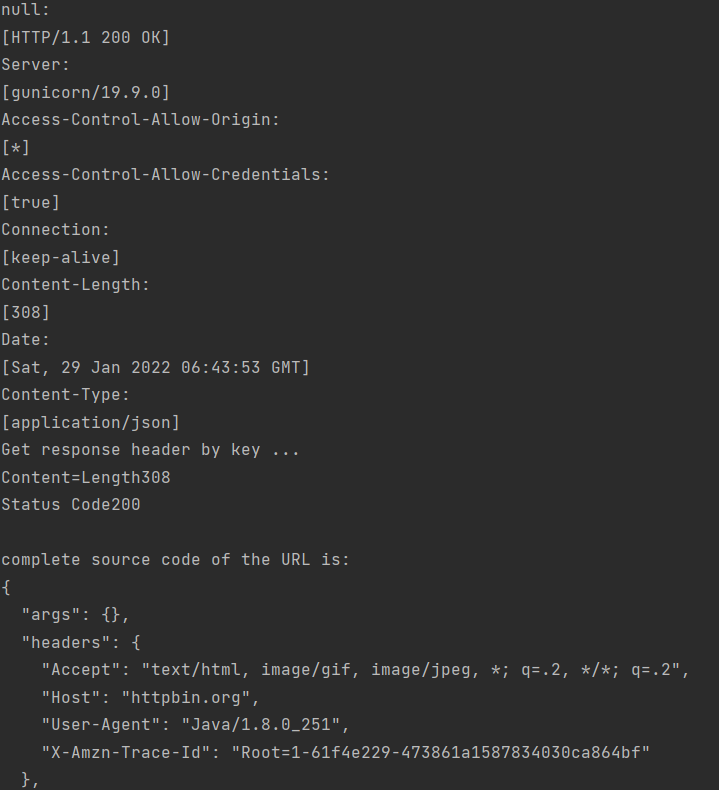 null:
[HTTP/1.1 200 OK]
Server:
[gunicorn/19.9.0]
Access-Control-Allow-Origin:
[*]
Access-Control-Allow-Credentials:
[true]
Connection:
[keep-alive]
Content-Length:
[308]
Date:
[Sat, 29 Jan 2022 06:43:53 GMT]
Content-Type:
[application/json]
Get response header by key ...
Content=Length308
Status Code200

complete source code of the URL is:
{
  "args": {},
  "headers": {
    "Accept": "text/html, image/gif, image/jpeg, *; q=.2, */*; q=.2",
    "Host": "httpbin.org",
    "User-Agent": "Java/1.8.0_251",
    "X-Amzn-Trace-Id": "Root=1-61f4e229-473861a1587834030ca864bf"
  },